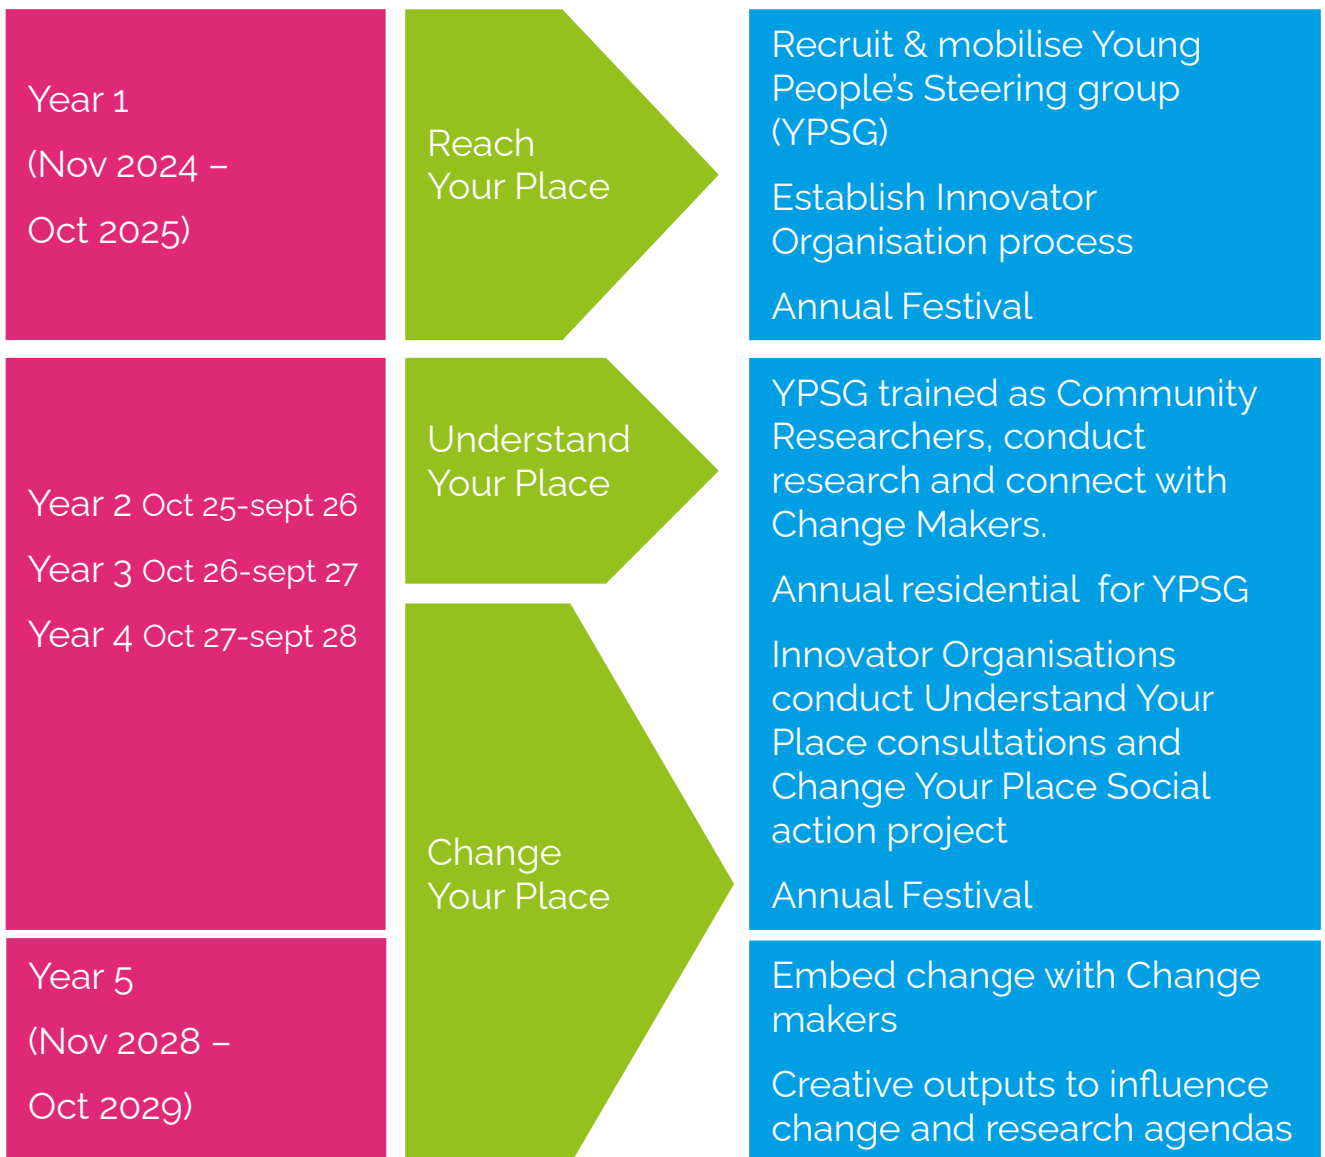 Year 1
(Nov 2024 –
Oct 2025)
Reach
Your Place
Recruit & mobilise Young
People’s Steering group
(YPSG)
Establish Innovator
Organisation process
Annual Festival
Year 2 Oct 25-sept 26
Year 3 Oct 26-sept 27
Year 4 Oct 27-sept 28
Understand
Your Place
Change
Your Place
YPSG trained as Community
Researchers, conduct
research and connect with
Change Makers.
Annual residential  for YPSG
Innovator Organisations
conduct Understand Your
Place consultations and
Change Your Place Social
action project
Annual Festival
Year 5
(Nov 2028 –
Oct 2029)
Embed change with Change
makers
Creative outputs to influence
change and research agendas